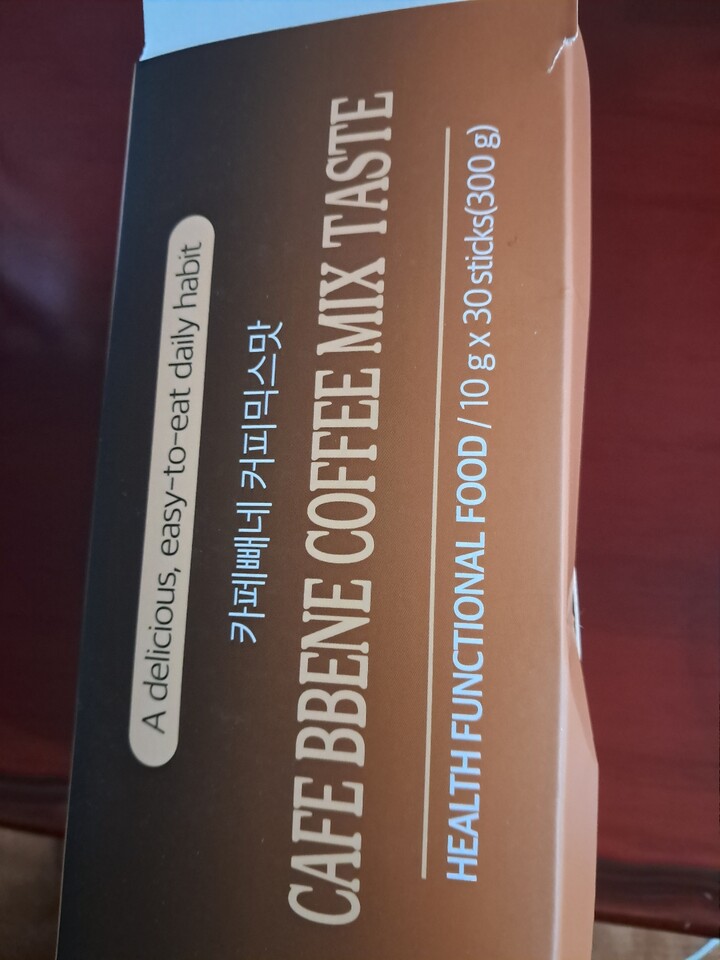 A delicious, easy-to-eat daily habit
카페빼네 커피믹스맛
CAFE BBENE COFFEE MIX TASTE
HEALTH FUNCTIONAL FOOD / 10 g x 30 sticks(300 g)